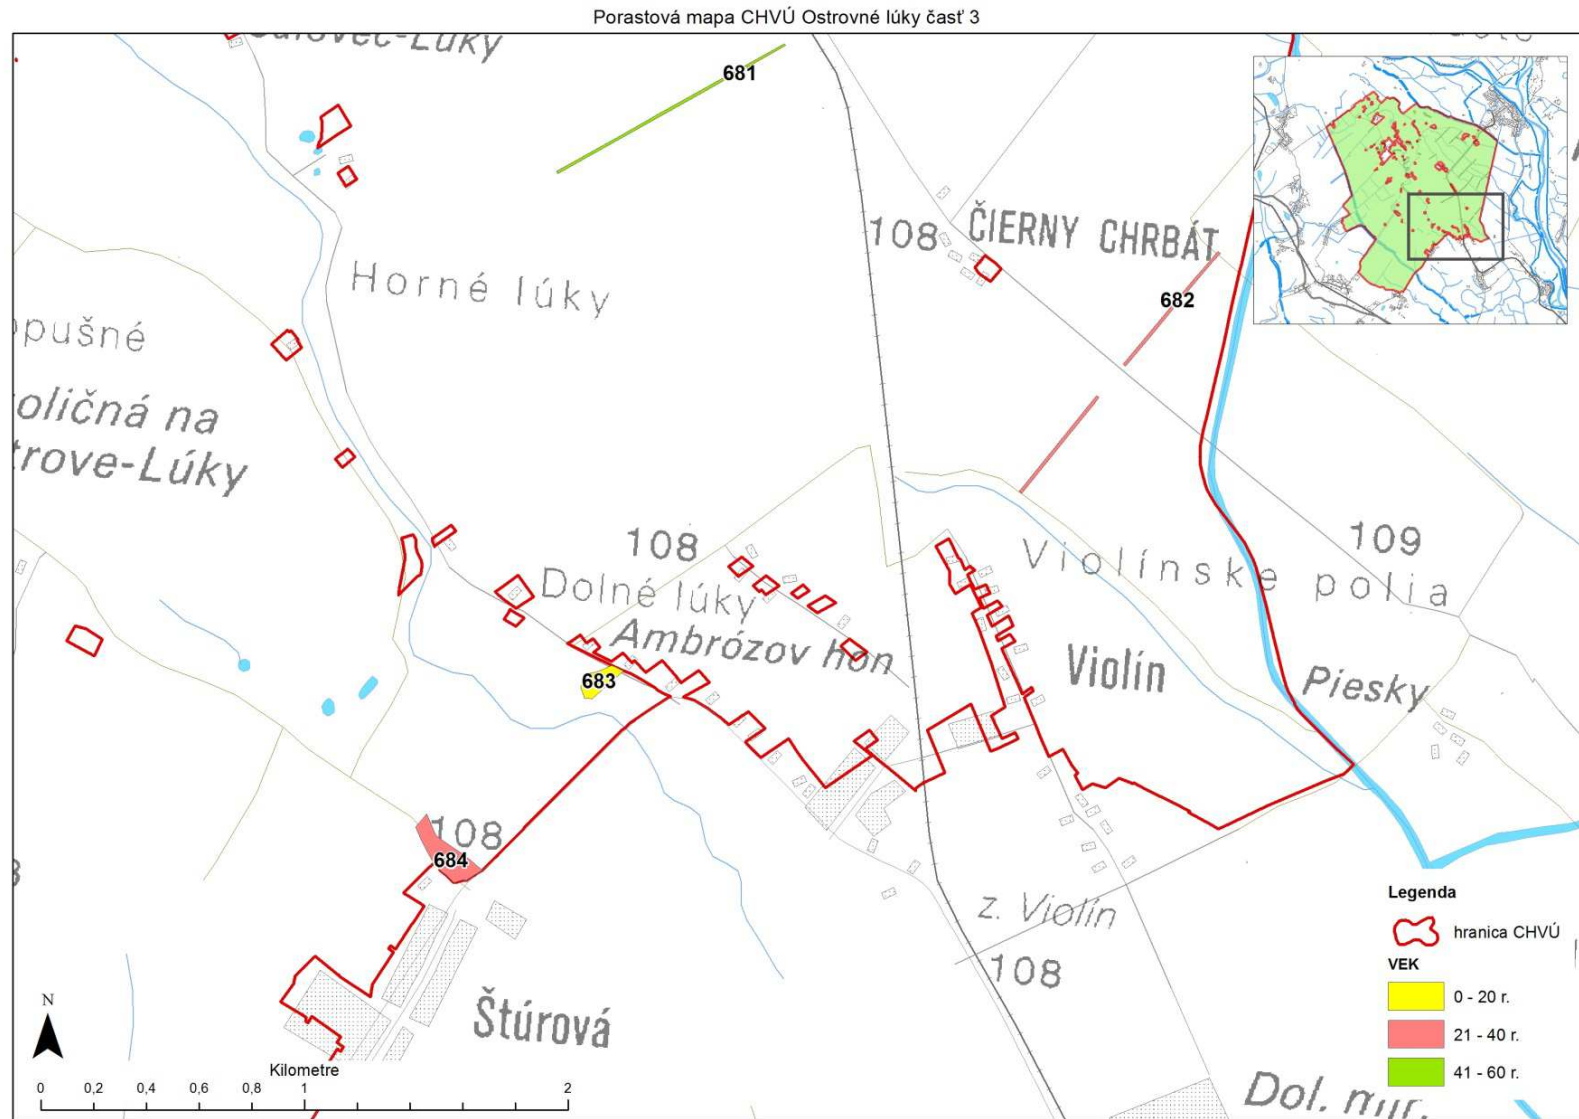 Porastová mapa CHVÚ Ostrovné lúky časť 3
681
108 ČIERNY CHRBÁT
Horné lúky
682
opušné
oličná na
trove-Lúky
108
109
Violínske polia
Dolné lúky
Ambrózov hon
683
Violín
Piesky
108
684
z. Violín
108
Štúrová
Legenda
hranica CHVÚ
VEK
0 - 20 r.
21 - 40 r.
41 - 60 r.
N
Kilometre
0 0,2 0,4 0,6 0,8 1 2
Dol.